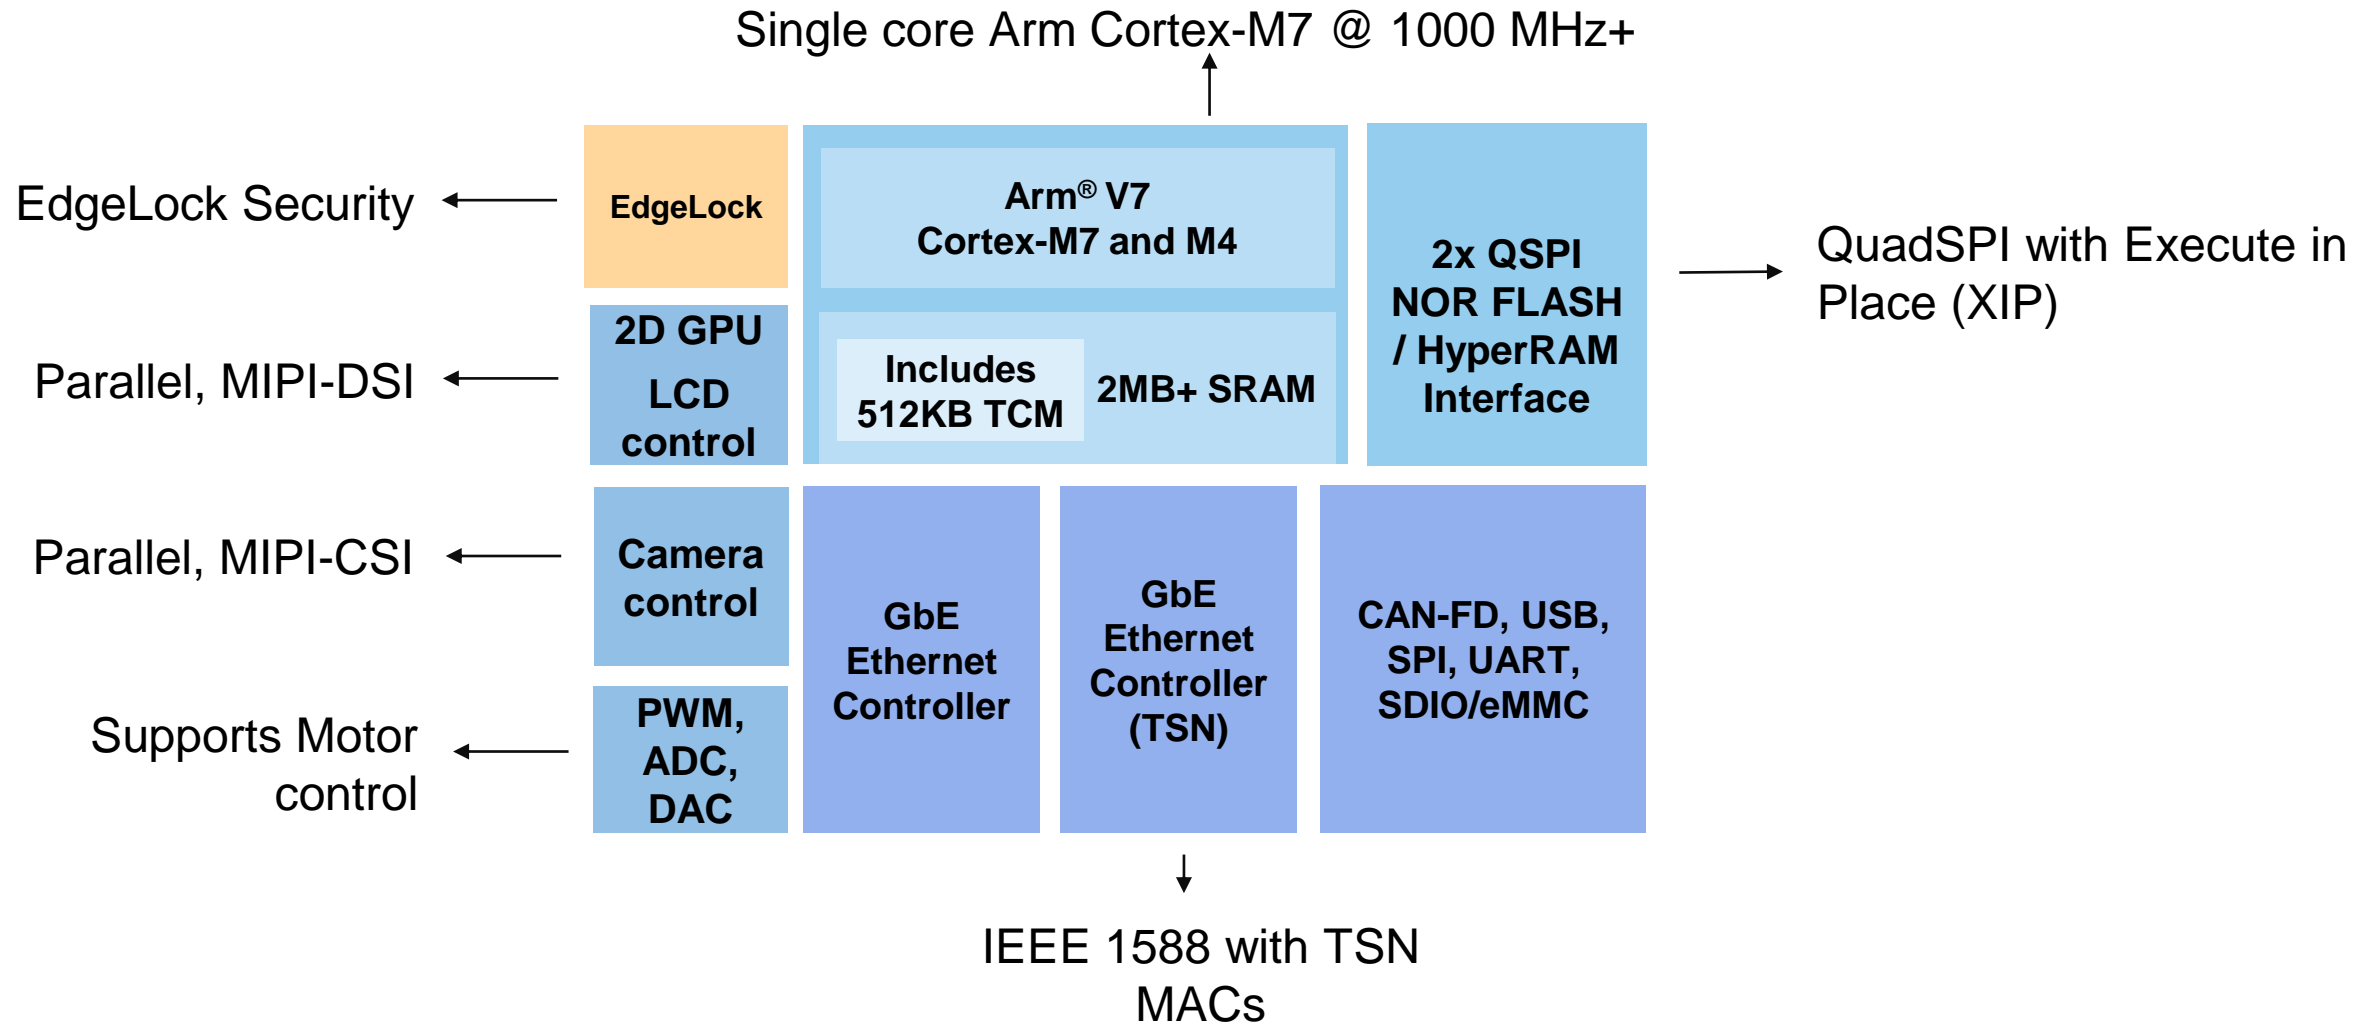 Single core Arm Cortex-M7 @ 1000 MHz+
EdgeLock Security
EdgeLock
Arm® V7
Cortex-M7 and M4
2x QSPI
NOR FLASH
/ HyperRAM
Interface
QuadSPI with Execute in
Place (XIP)
Parallel, MIPI-DSI
2D GPU
LCD
control
Includes
512KB TCM
2MB+ SRAM
Parallel, MIPI-CSI
Camera
control
GbE
Ethernet
Controller
GbE
Ethernet
Controller
(TSN)
CAN-FD, USB,
SPI, UART,
SDIO/eMMC
Supports Motor
control
PWM,
ADC,
DAC
IEEE 1588 with TSN
MACs